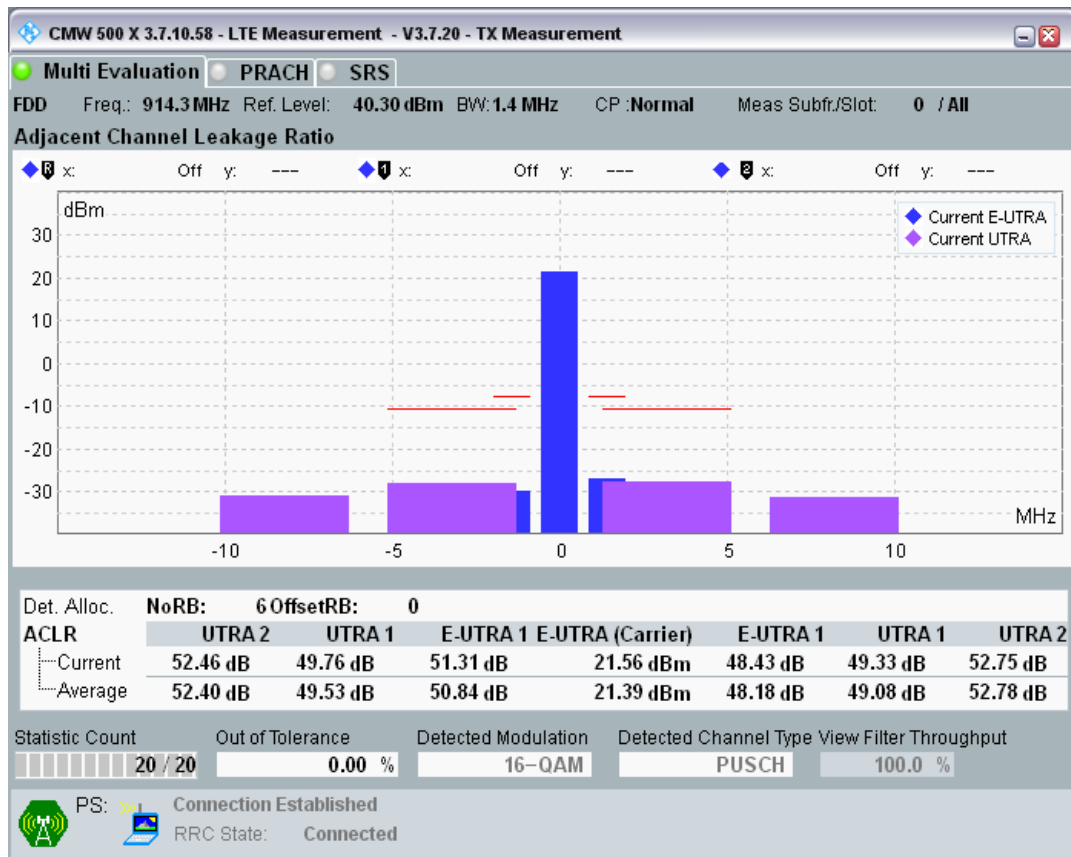 CMW 500 X 3.7.10.58 - LTE Measurement - V3.7.20 - TX Measurement
Multi Evaluation PRACH SRS
FDD Freq.: 914.3 MHz Ref. Level: 40.30 dBm BW: 1.4 MHz CP :Normal Meas Subfr./Slot: 0 / All
Adjacent Channel Leakage Ratio
R x: Off y: --- 1 x: Off y: --- 2 x: Off y: ---
dBm
Current E-UTRA
Current UTRA
30
20
10
0
-10
-20
-30
MHz
-10 -5 0 5 10
Det. Alloc. NoRB: 6 OffsetRB: 0
ACLR UTRA 2 UTRA 1 E-UTRA 1 E-UTRA (Carrier) E-UTRA 1 UTRA 1 UTRA 2
Current 52.46 dB 49.76 dB 51.31 dB 21.56 dBm 48.43 dB 49.33 dB 52.75 dB
Average 52.40 dB 49.53 dB 50.84 dB 21.39 dBm 48.18 dB 49.08 dB 52.78 dB
Statistic Count Out of Tolerance Detected Modulation Detected Channel Type View Filter Throughput
20 / 20 0.00 % 16-QAM PUSCH 100.0 %
PS: Connection Established
RRC State: Connected